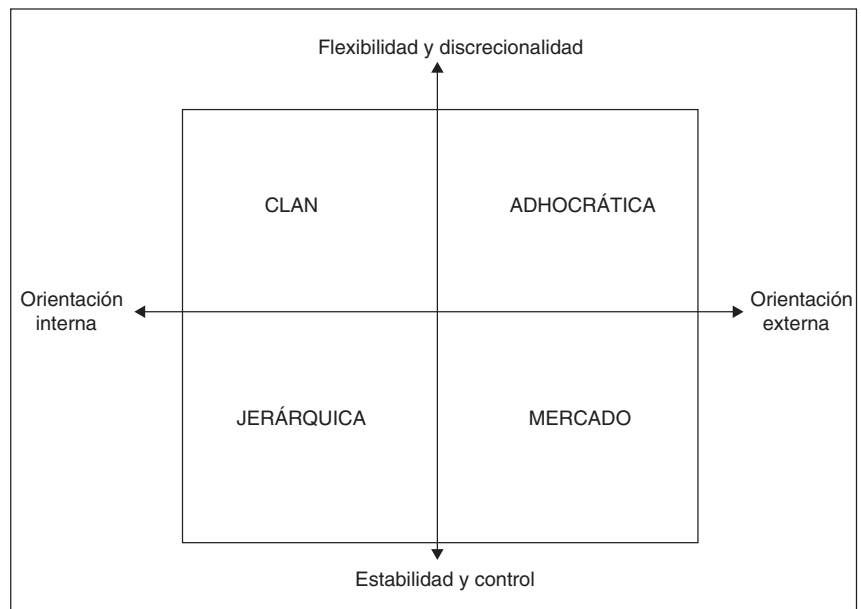 Flexibilidad y discrecionalidad
CLAN
ADHOCRÁTICA
Orientación
interna
Orientación
externa
JERÁRQUICA
MERCADO
Estabilidad y control